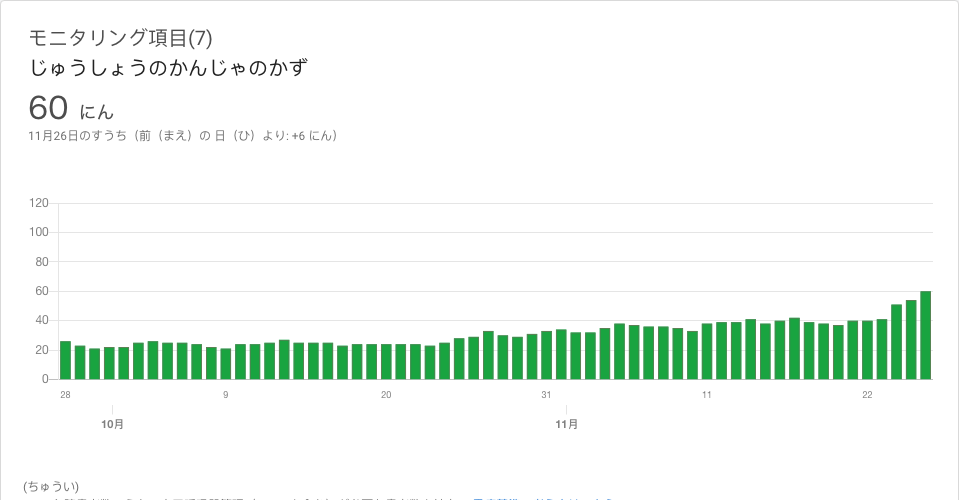 モニタリング項目(7)
じゅうしょうのかんじゃのかず
60 にん
11月26日のすうち（前（まえ）の 日（ひ）より: +6 にん）
120
100
80
60
40
20
0
28 9 20 31 11 22
10月 11月
(ちゅうい)